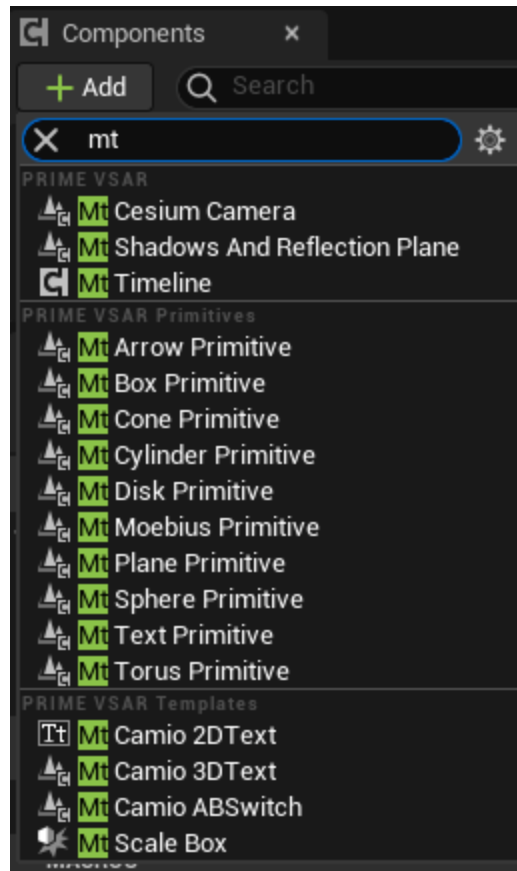 Components
Add
Search
mt
PRIME VSAR
Mt Cesium Camera
Mt Shadows And Reflection Plane
Mt Timeline
PRIME VSAR Primitives
Mt Arrow Primitive
Mt Box Primitive
Mt Cone Primitive
Mt Cylinder Primitive
Mt Disk Primitive
Mt Moebius Primitive
Mt Plane Primitive
Mt Sphere Primitive
Mt Text Primitive
Mt Torus Primitive
PRIME VSAR Templates
Tt Mt Camio 2DText
Mt Camio 3DText
Mt Camio ABSwitch
Mt Scale Box